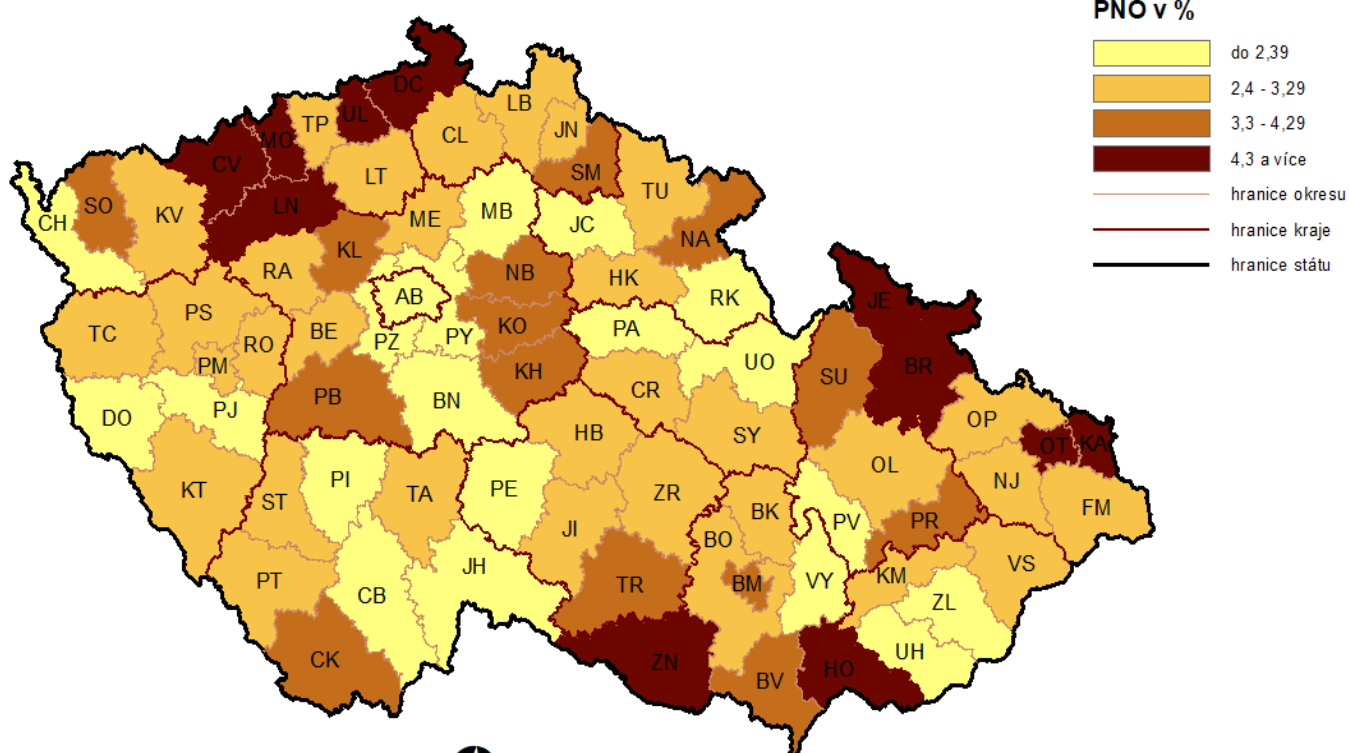 PNO v %
do 2,39
2,4 - 3,29
3,3 - 4,29
4,3 a více
hranice okresu
hranice kraje
hranice státu
DC
LB
UL
TP
JN
MO
CL
CV
LT
SM
TU
SO
LN
CH
KV
ME
MB
JC
KL
NA
RA
NB
HK
AB
RK
JE
TC
PS
KO
PA
BE
RO
PZ
PY
UO
PM
KH
BR
SU
CR
PB
BN
DO
PJ
OP
HB
SY
OT
KA
OL
KT
PI
TA
PE
ZR
NJ
ST
BK
FM
PR
JI
PV
BO
JH
VS
PT
KM
TR
BM
VY
CB
ZL
UH
CK
ZN
HO
BV